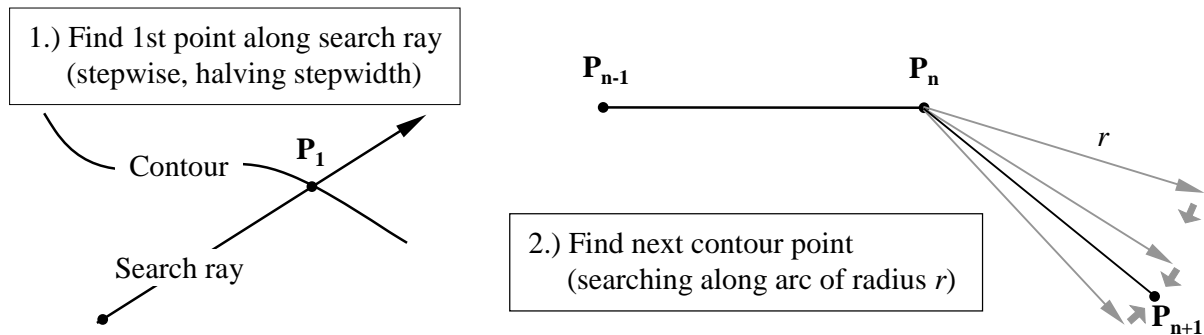 1.) Find 1st point along search ray
(stepwise, halving stepwidth)
P1
Contour
Search ray
Pn-1
Pn
r
2.) Find next contour point
(searching along arc of radius r)
Pn+1